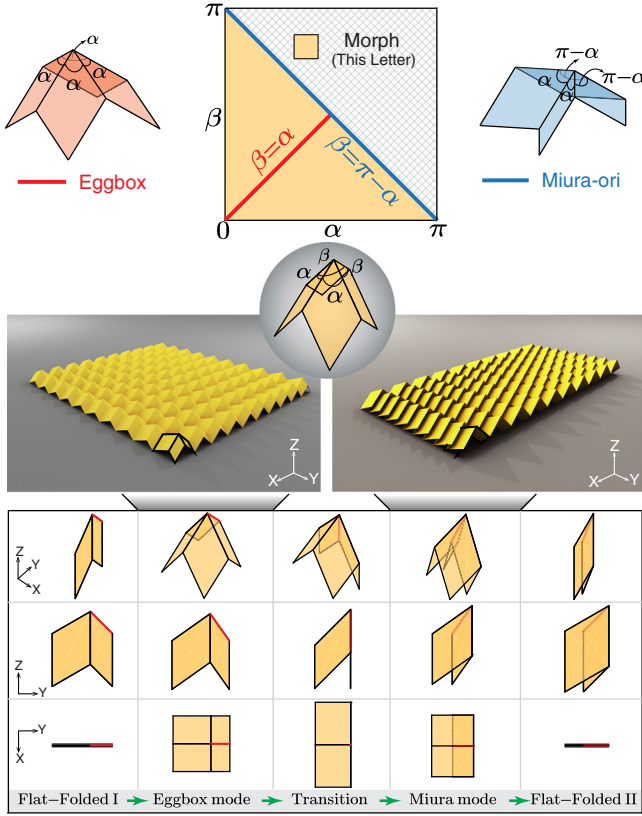 α
α
α
α
Eggbox
π
β
0
α
π
Morph
(This Letter)
β=α
β=π−α
π−α
π−α
α
α
Miura-ori
β
β
α
α
Z
X
Y
Z
X
Y
Z
Y
X
Z
Y
Y
X
Flat−Folded I
Eggbox mode
Transition
Miura mode
Flat−Folded II